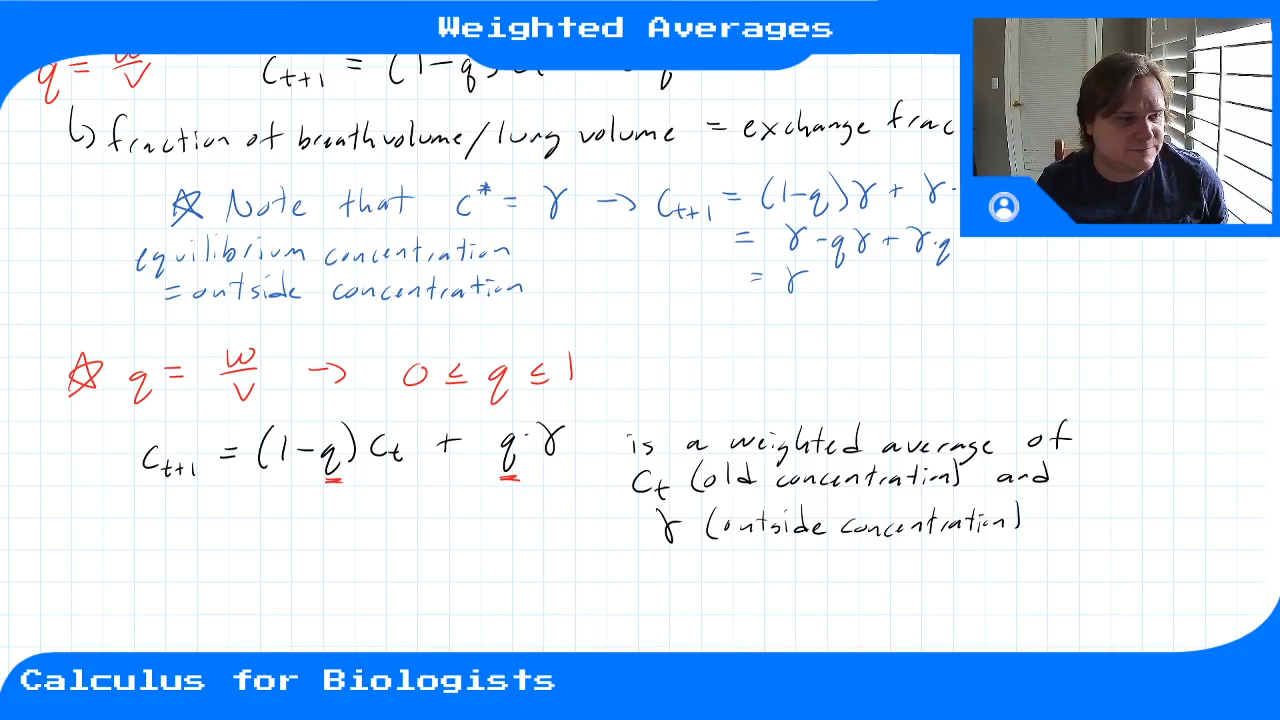 Weighted Averages
q = w/v    c_{t+1} = (1-q)
↳ fraction of breath volume/lung volume = exchange frac
☆ Note that c* = γ → c_{t+1} = (1-q)γ + γ·
equilibrium concentration    = γ - qγ + γ·q
= outside concentration    = γ
☆ q = w/v → 0 ≤ q ≤ 1
c_{t+1} = (1-q)c_t + q·γ    is a weighted average of
c_t (old concentration) and
γ (outside concentration)
Calculus for Biologists